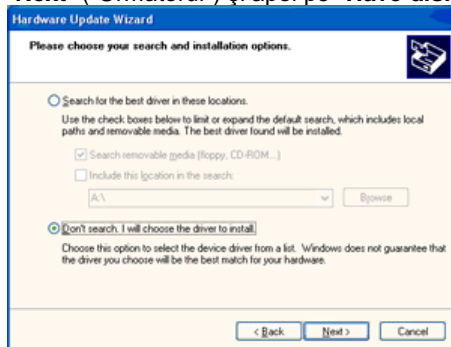 Hardware Update Wizard
Please choose your search and installation options.
Search for the best driver in these locations.
Use the check boxes below to limit or expand the default search, which includes local
paths and removable media. The best driver found will be installed.
Search removable media (floppy, CD-ROM...)
Include this location in the search:
A:\
Browse
Don't search. I will choose the driver to install.
Choose this option to select the device driver from a list. Windows does not guarantee that
the driver you choose will be the best match for your hardware.
< Back
Next >
Cancel